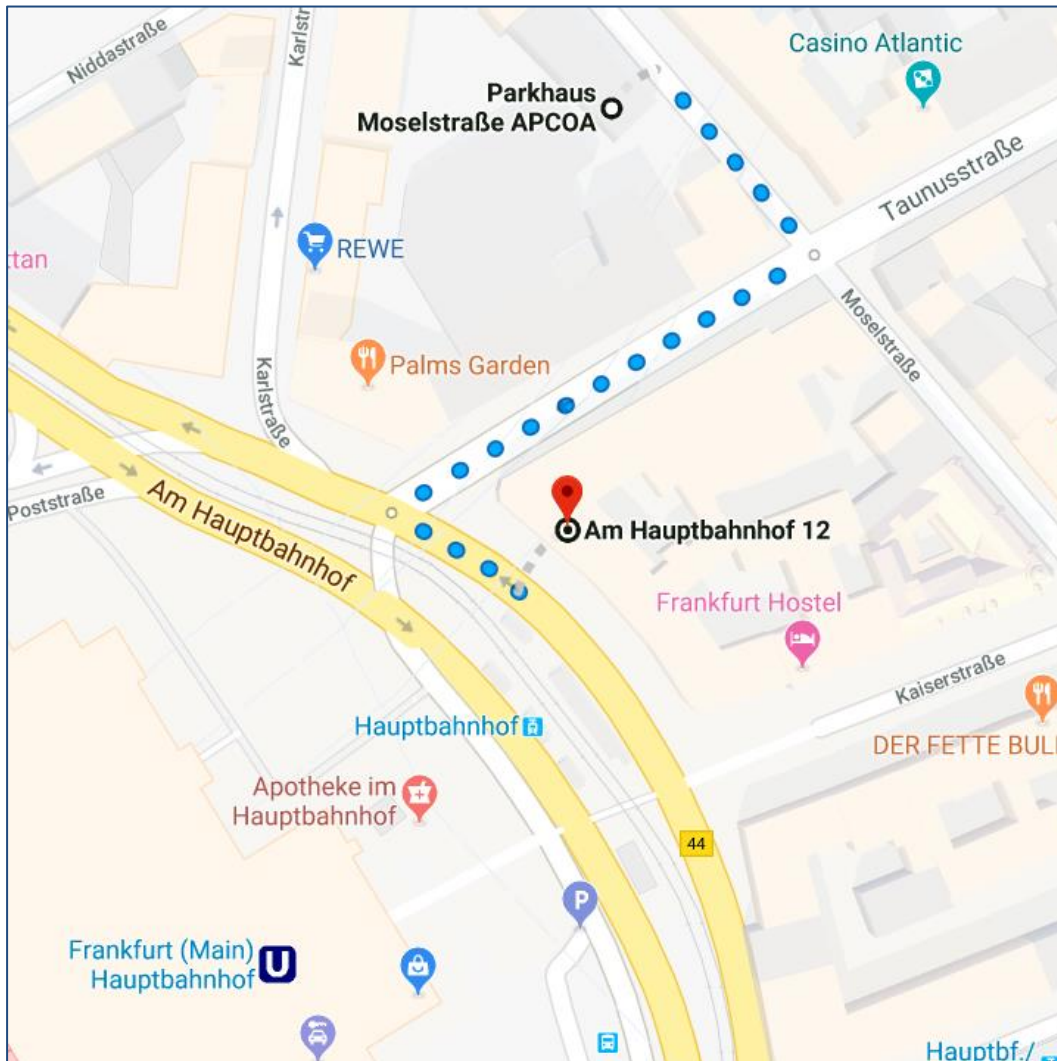 Niddastraße
Karlstr
Casino Atlantic
Parkhaus
Moselstraße APCOA
Taunusstraße
REWE
ttan
Moselstraße
Palms Garden
Karlstraße
Poststraße
Am Hauptbahnhof
Am Hauptbahnhof 12
Frankfurt Hostel
Kaiserstraße
Hauptbahnhof
DER FETTE BULL
Apotheke im
Hauptbahnhof
44
P
Frankfurt (Main)
Hauptbahnhof
U
Hauptbf./